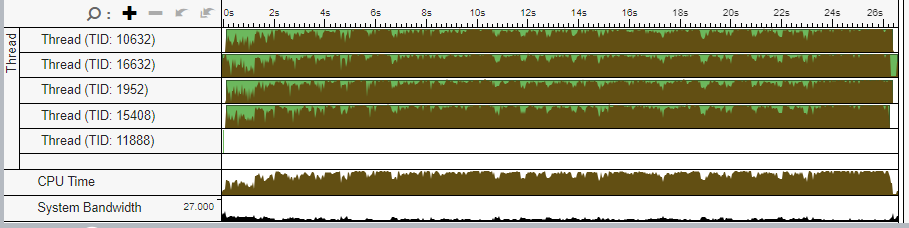 0s 2s 4s 6s 8s 10s 12s 14s 16s 18s 20s 22s 24s 26s
Thread
Thread (TID: 10632)
Thread (TID: 16632)
Thread (TID: 1952)
Thread (TID: 15408)
Thread (TID: 11888)
CPU Time
System Bandwidth 27.000